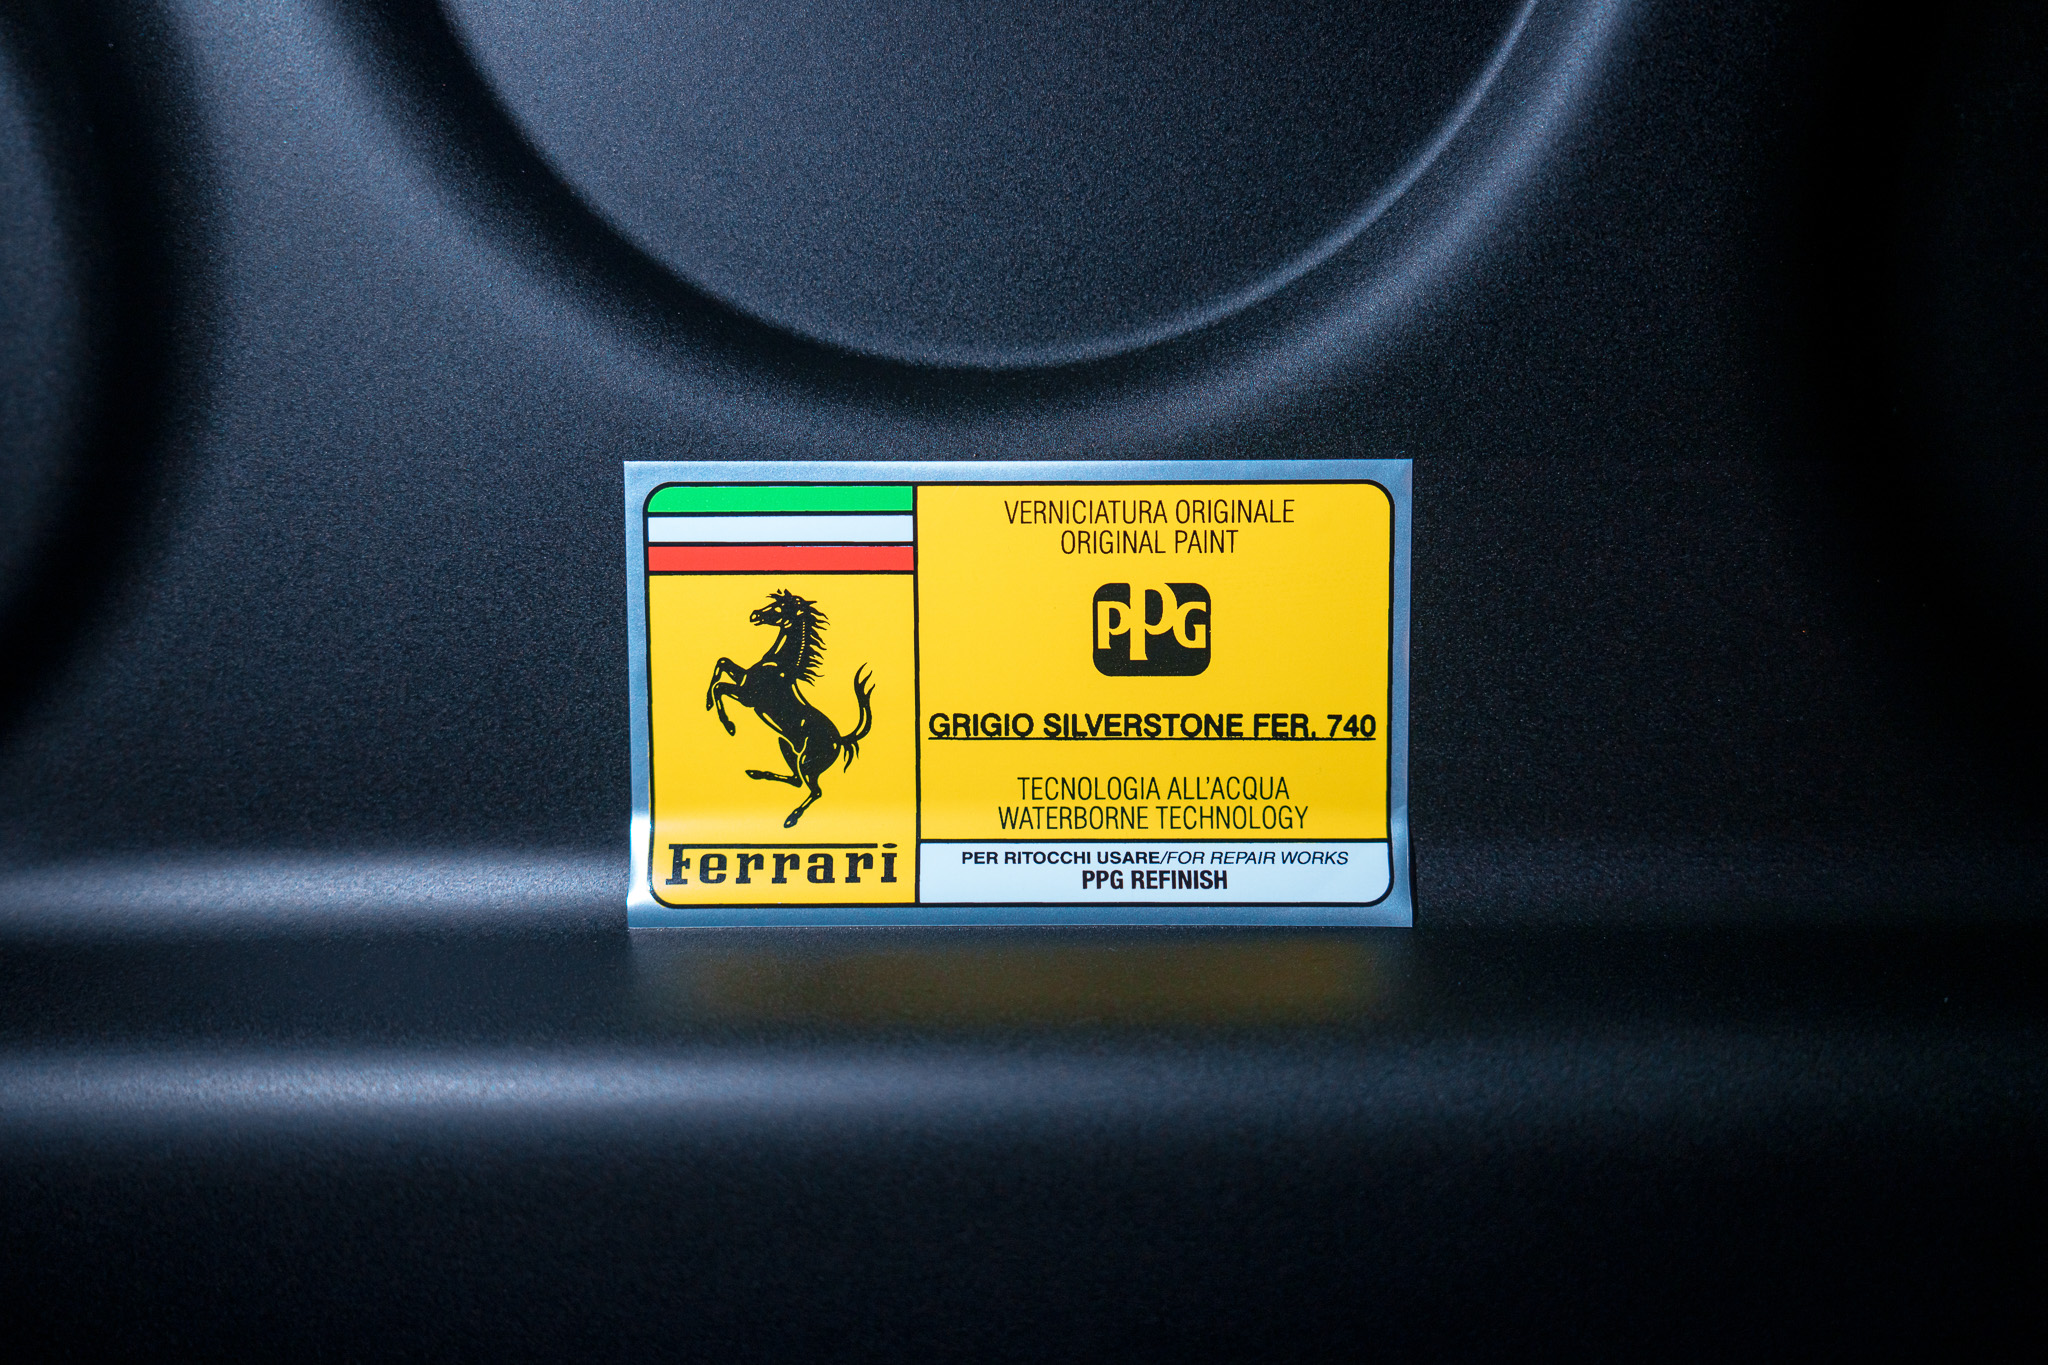 Ferrari
VERNICIATURA ORIGINALE
ORIGINAL PAINT
PPG
GRIGIO SILVERSTONE FER. 740
TECNOLOGIA ALL'ACQUA
WATERBORNE TECHNOLOGY
PER RITOCCHI USARE/FOR REPAIR WORKS
PPG REFINISH